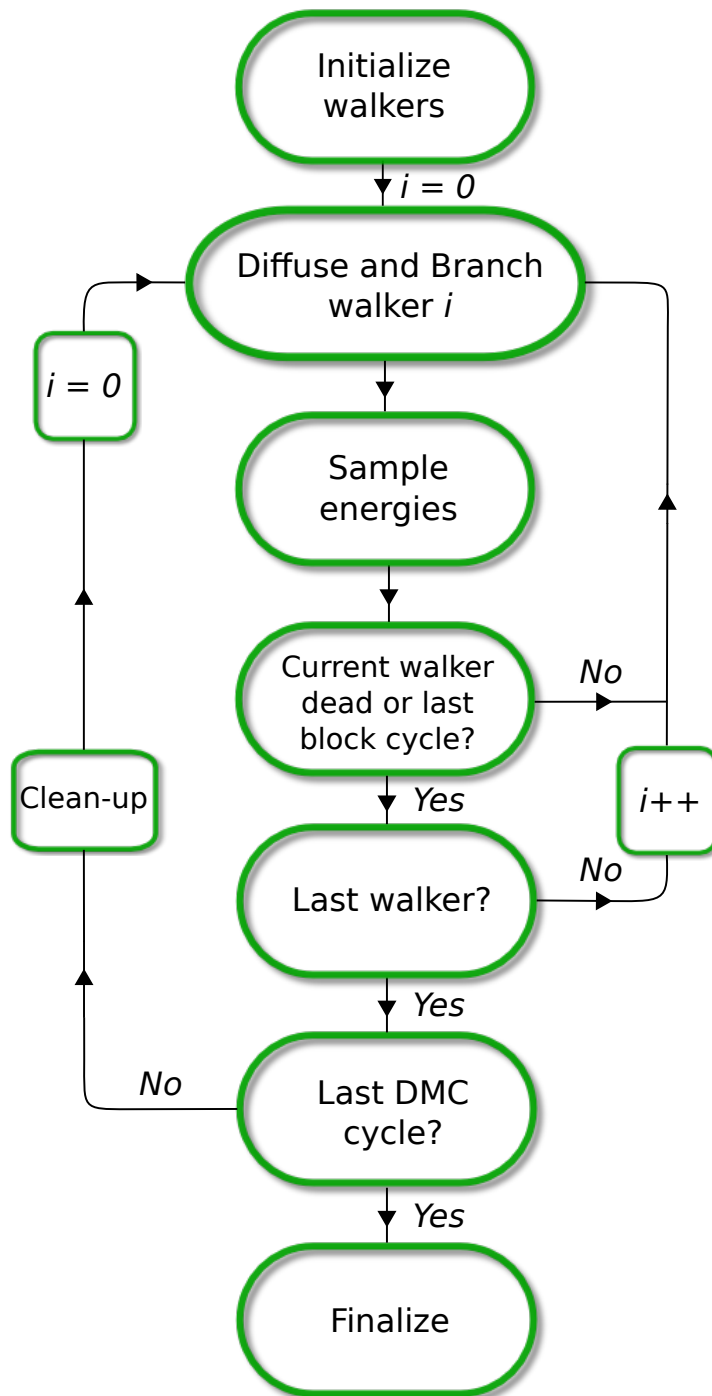 Initialize
walkers
i = 0
Diffuse and Branch
walker i
i = 0
Sample
energies
Current walker
dead or last
block cycle?
No
Yes
Clean-up
i++
No
Last walker?
Yes
No
Last DMC
cycle?
Yes
Finalize